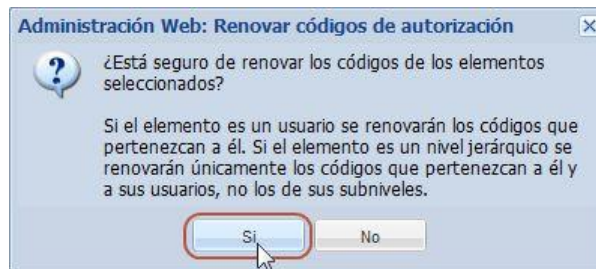 Administración Web: Renovar códigos de autorización
¿Está seguro de renovar los códigos de los elementos
seleccionados?
Si el elemento es un usuario se renovarán los códigos que
pertenezcan a él. Si el elemento es un nivel jerárquico se
renovarán únicamente los códigos que pertenezcan a él y
a sus usuarios, no los de sus subniveles.
Si No